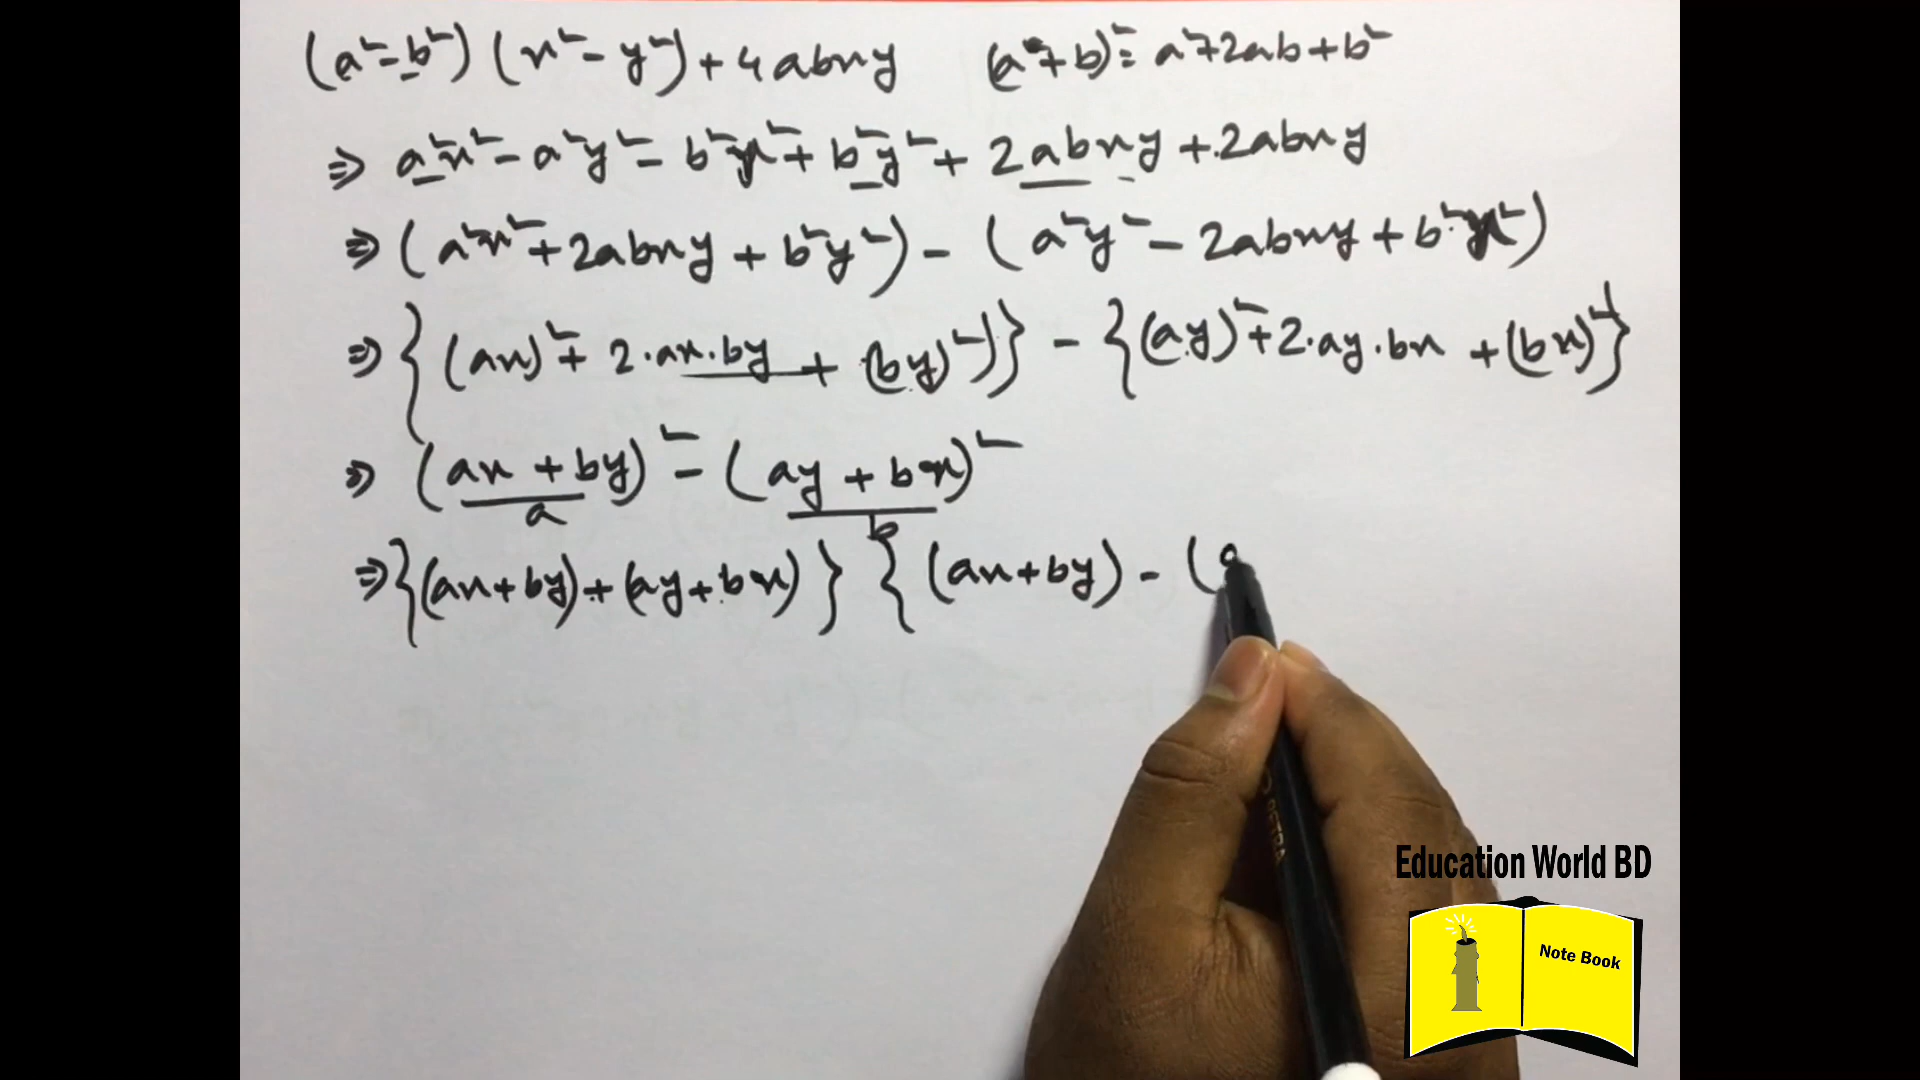 (a²-b²) (x²-y²)+4abxy (a+b)²= a²+2ab+b²
⇒ a²x²-a²y²-b²x²+b²y²+2abxy+2abxy
⇒ (a²x²+2abxy+b²y²)-(a²y²-2abxy+b²x²)
⇒ {(ax)²+2·ax·by+(by)²)}-{(ay)²+2·ay·bx+(bx)²}
⇒ (ax+by)²-(ay+bx)²
a b
⇒{(ax+by)+(ay+bx)} {(ax+by)-(a
Education World BD
Note Book